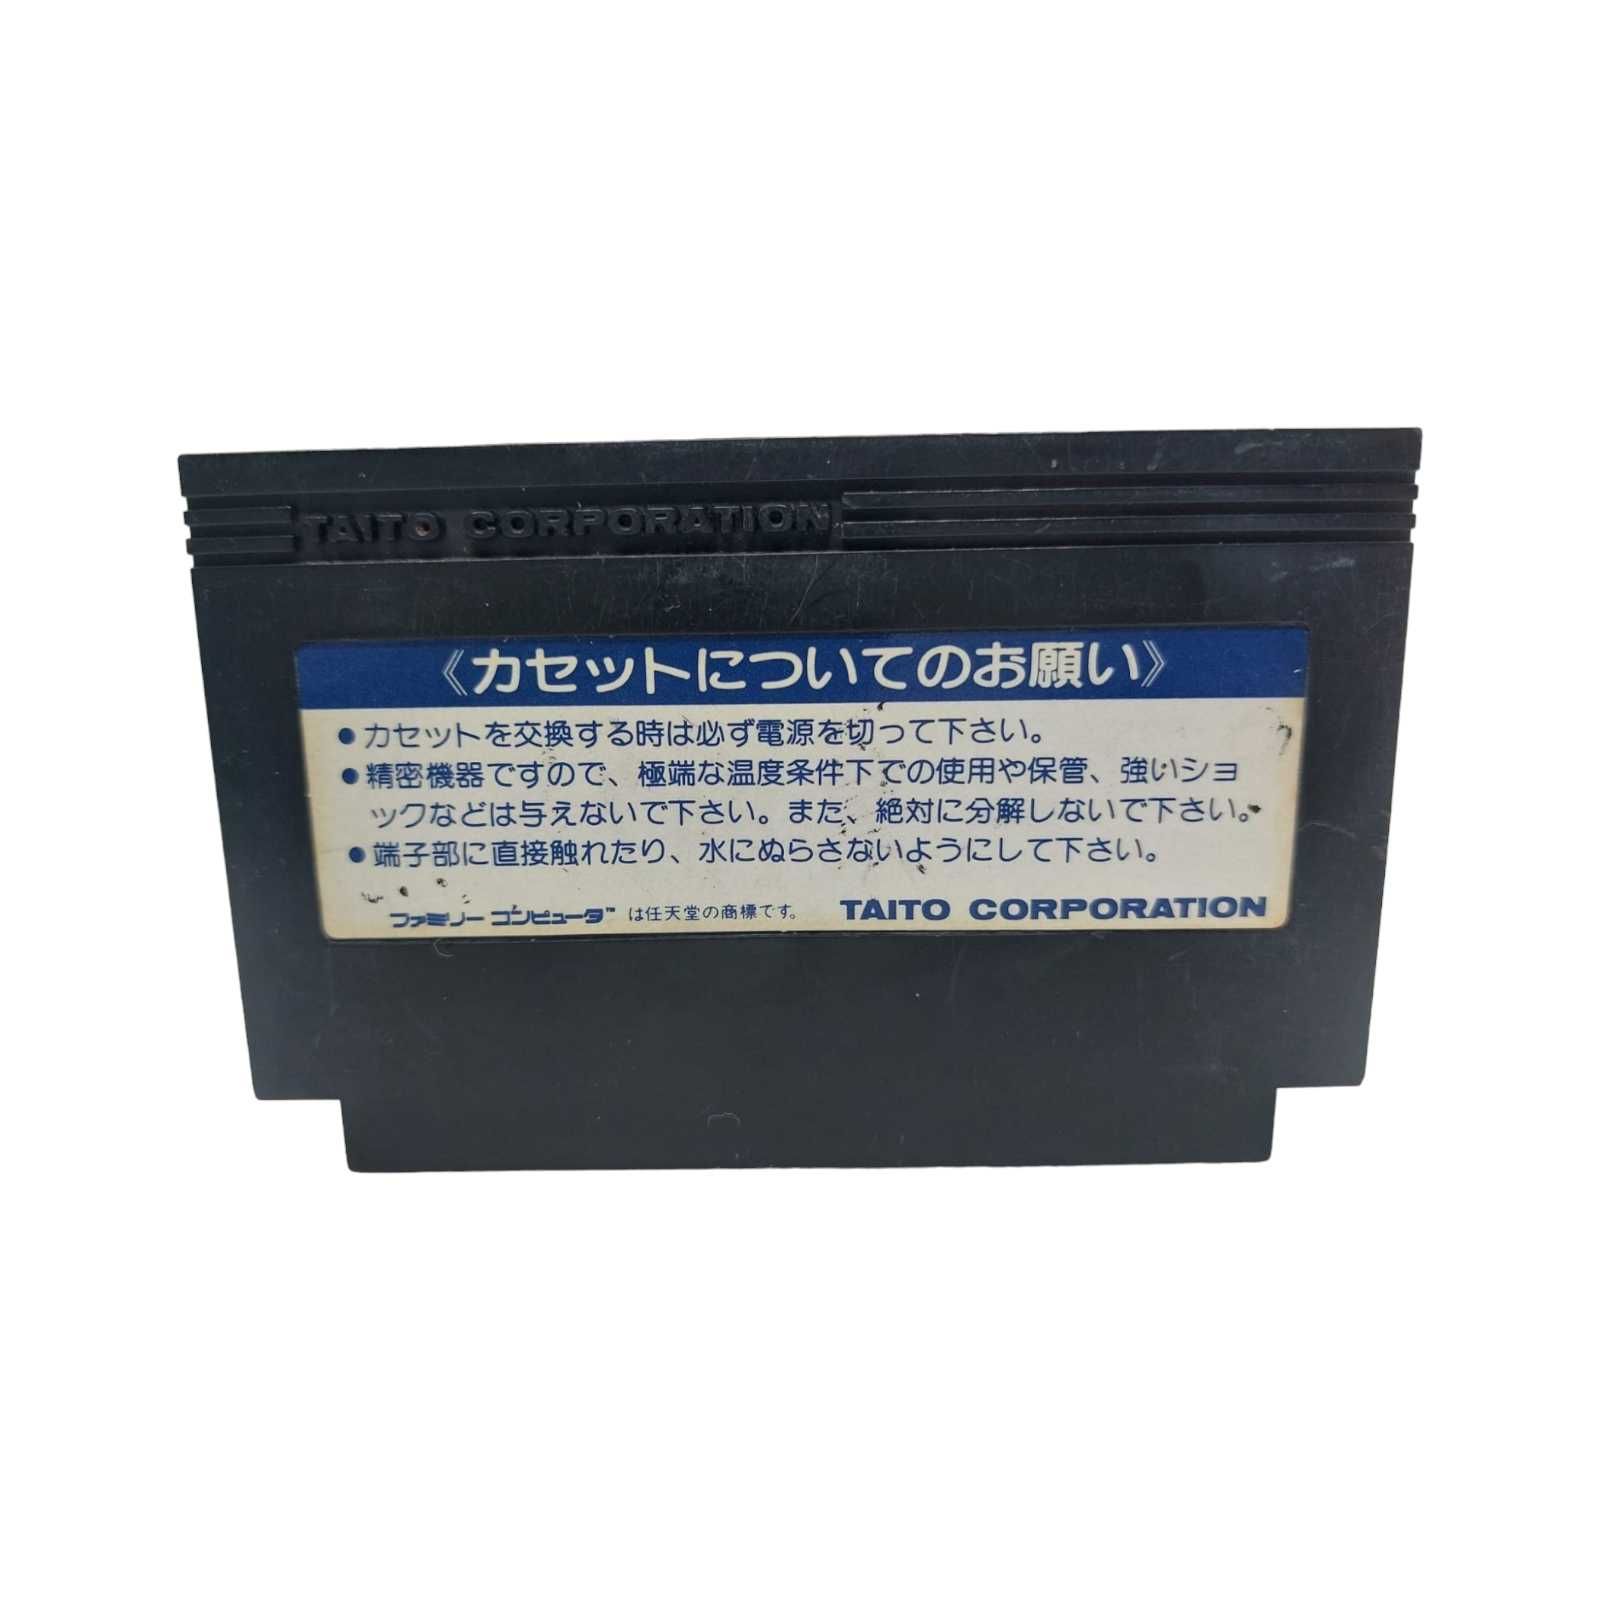 TAITO CORPORATION
《カセットについてのお願い》
●カセットを交換する時は必ず電源を切って下さい。
●精密機器ですので、極端な温度条件下での使用や保管、強いショ
ックなどは与えないで下さい。また、絶対に分解しないで下さい。
●端子部に直接触れたり、水にぬらさないようにして下さい。
ファミリーコンピュータ™ は任天堂の商標です。 TAITO CORPORATION